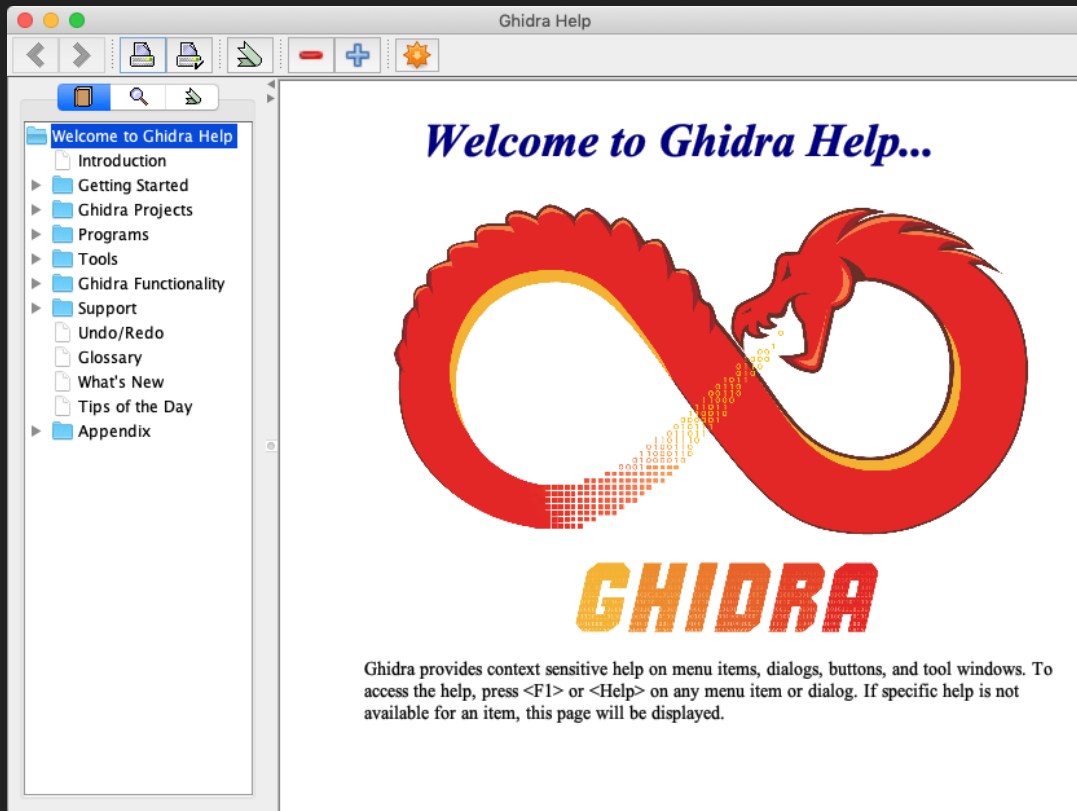 Ghidra Help
Welcome to Ghidra Help
Introduction
Getting Started
Ghidra Projects
Programs
Tools
Ghidra Functionality
Support
Undo/Redo
Glossary
What's New
Tips of the Day
Appendix
Welcome to Ghidra Help...
GHIDRA
Ghidra provides context sensitive help on menu items, dialogs, buttons, and tool windows. To
access the help, press <F1> or <Help> on any menu item or dialog. If specific help is not
available for an item, this page will be displayed.